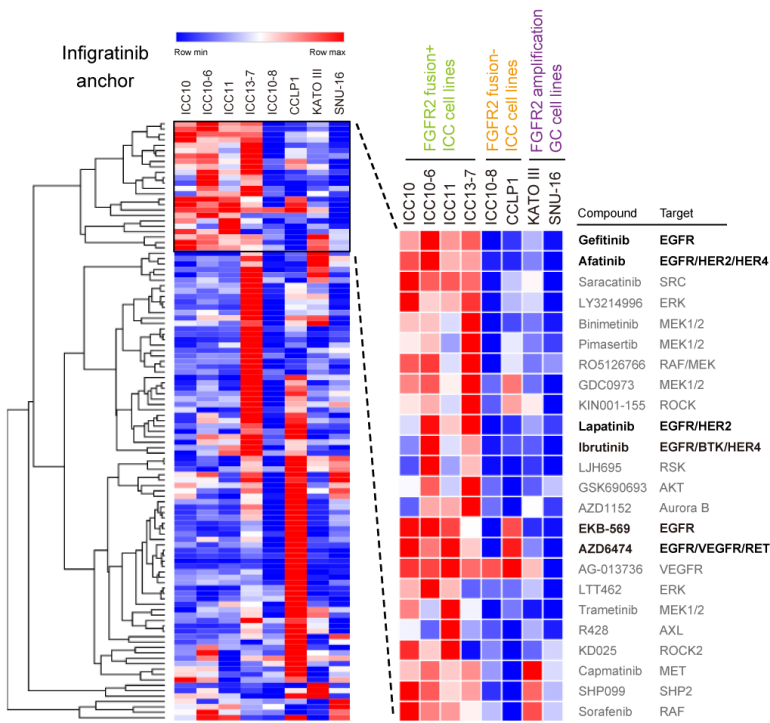 Infigratinib
anchor
Row min
Row max
ICC10
ICC10-6
ICC11
ICC13-7
ICC10-8
CCLP1
KATO III
SNU-16
FGFR2 fusion+
ICC cell lines
FGFR2 fusion-
ICC cell lines
FGFR2 amplification
GC cell lines
ICC10
ICC10-6
ICC11
ICC13-7
ICC10-8
CCLP1
KATO III
SNU-16
Compound Target
Gefitinib EGFR
Afatinib EGFR/HER2/HER4
Saracatinib SRC
LY3214996 ERK
Binimetinib MEK1/2
Pimasertib MEK1/2
RO5126766 RAF/MEK
GDC0973 MEK1/2
KIN001-155 ROCK
Lapatinib EGFR/HER2
Ibrutinib EGFR/BTK/HER4
LJH695 RSK
GSK690693 AKT
AZD1152 Aurora B
EKB-569 EGFR
AZD6474 EGFR/VEGFR/RET
AG-013736 VEGFR
LTT462 ERK
Trametinib MEK1/2
R428 AXL
KD025 ROCK2
Capmatinib MET
SHP099 SHP2
Sorafenib RAF